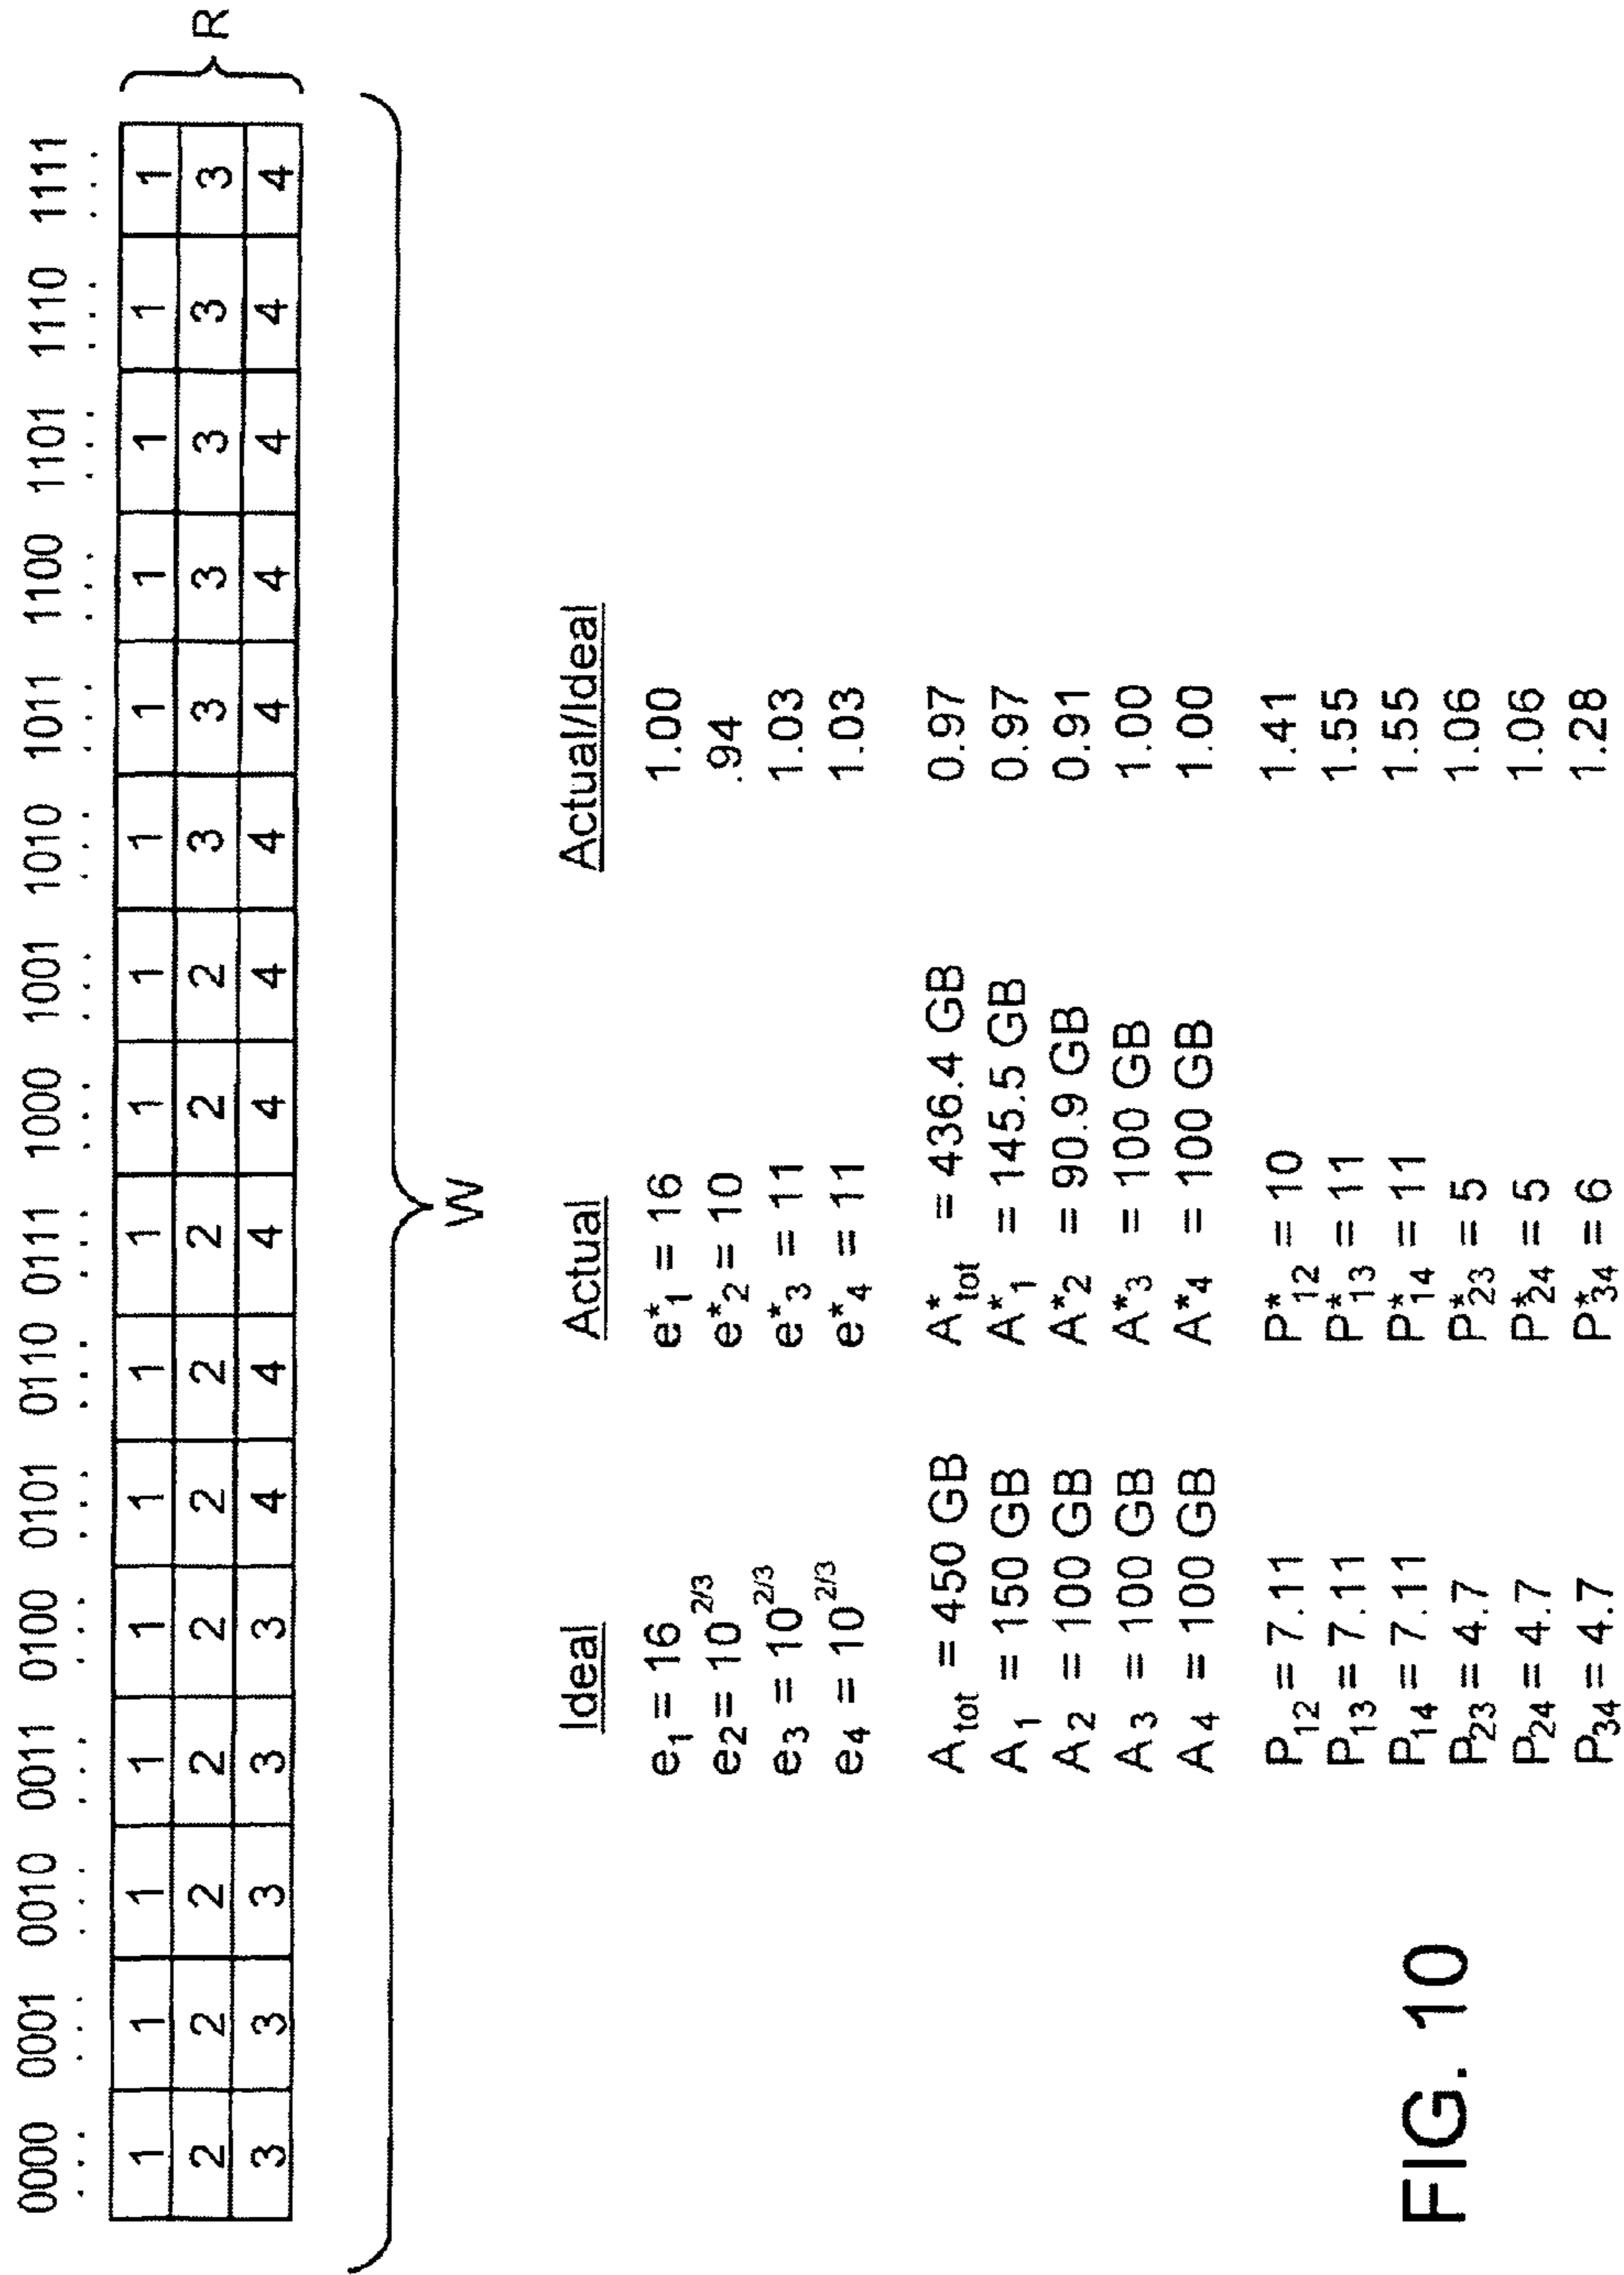 0000 0001 0010 0011 0100 0101 0110 0111 1000 1001 1010 1011 1100 1101 1110 1111
... ... ... ... ... ... ... ... ... ... ... ... ... ... ... ...
1 1 1 1 1 1 1 1 1 1 1 1 1 1 1 1
2 2 2 2 2 2 2 2 2 2 3 3 3 3 3 3
3 3 3 3 3 4 4 4 4 4 4 4 4 4 4 4
R
W
Ideal Actual Actual/Ideal
e₁ = 16 e*₁ = 16 1.00
e₂ = 10 2/3 e*₂ = 10 .94
e₃ = 10 2/3 e*₃ = 11 1.03
e₄ = 10 2/3 e*₄ = 11 1.03
A_tot = 450 GB A*_tot = 436.4 GB 0.97
A₁ = 150 GB A*₁ = 145.5 GB 0.97
A₂ = 100 GB A*₂ = 90.9 GB 0.91
A₃ = 100 GB A*₃ = 100 GB 1.00
A₄ = 100 GB A*₄ = 100 GB 1.00
P₁₂ = 7.11 P*₁₂ = 10 1.41
P₁₃ = 7.11 P*₁₃ = 11 1.55
P₁₄ = 7.11 P*₁₄ = 11 1.55
P₂₃ = 4.7 P*₂₃ = 5 1.06
P₂₄ = 4.7 P*₂₄ = 5 1.06
P₃₄ = 4.7 P*₃₄ = 6 1.28
FIG. 10